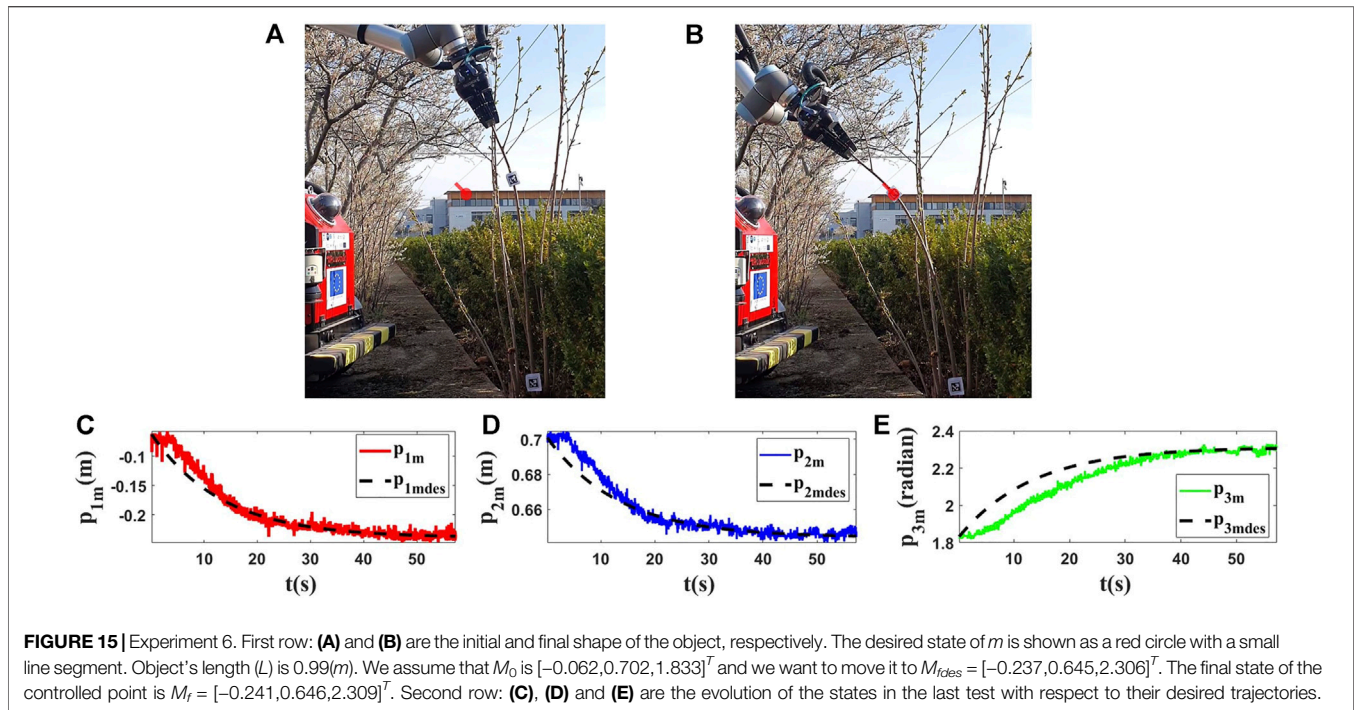 A
B
C
p1m(m)
-0.1
-0.15
-0.2
10 20 30 40 50
t(s)
p1m
p1mdes
D
p2m(m)
0.7
0.68
0.66
10 20 30 40 50
t(s)
p2m
p2mdes
E
p3m(radian)
2.4
2.2
2
1.8
0 10 20 30 40 50
t(s)
p3m
p3mdes
FIGURE 15 | Experiment 6. First row: (A) and (B) are the initial and final shape of the object, respectively. The desired state of m is shown as a red circle with a small
line segment. Object's length (L) is 0.99(m). We assume that M0 is [−0.062,0.702,1.833]^T and we want to move it to Mfdes = [−0.237,0.645,2.306]^T. The final state of the
controlled point is Mf = [−0.241,0.646,2.309]^T. Second row: (C), (D) and (E) are the evolution of the states in the last test with respect to their desired trajectories.